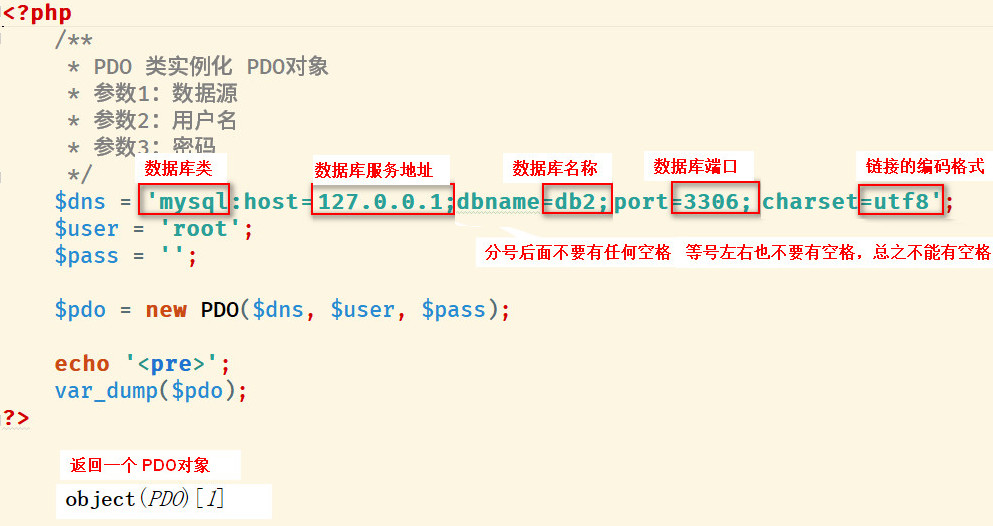 <?php
/**
* PDO 类实例化 PDO对象
* 参数1：数据源
* 参数2：用户名
* 参数3：密码
*/
数据库类 数据库服务地址 数据库名称 数据库端口 链接的编码格式
$dns = 'mysql:host=127.0.0.1;dbname=db2;port=3306;charset=utf8';
$user = 'root';
分号后面不要有任何空格 等号左右也不要有空格，总之不能有空格
$pass = '';
$pdo = new PDO($dns, $user, $pass);
echo '<pre>';
var_dump($pdo);
?>
返回一个 PDO对象
object(PDO)[1]